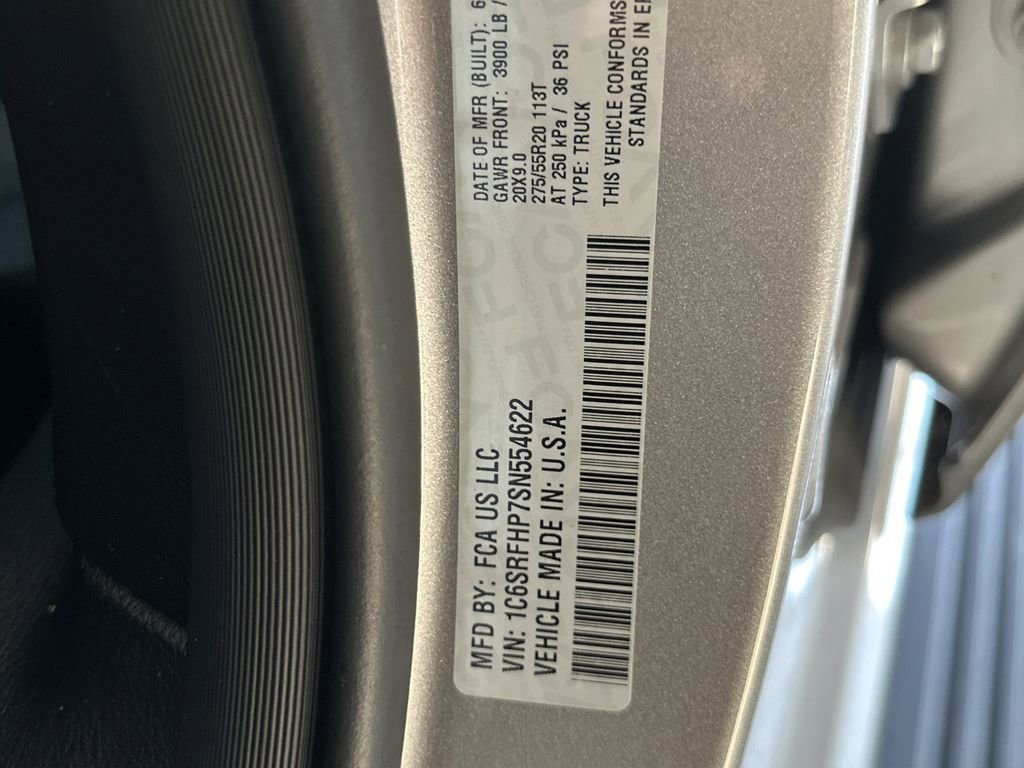 MFD BY: FCA US LLC
VIN: 1C6SRFHP7SN554622
VEHICLE MADE IN: U.S.A.
DATE OF MFR (BUILT): 6
GAWR FRONT: 3900 LB /
20X9.0
275/55R20 113T
AT 250 kPa / 36 PSI
TYPE: TRUCK
THIS VEHICLE CONFORMS
STANDARDS IN